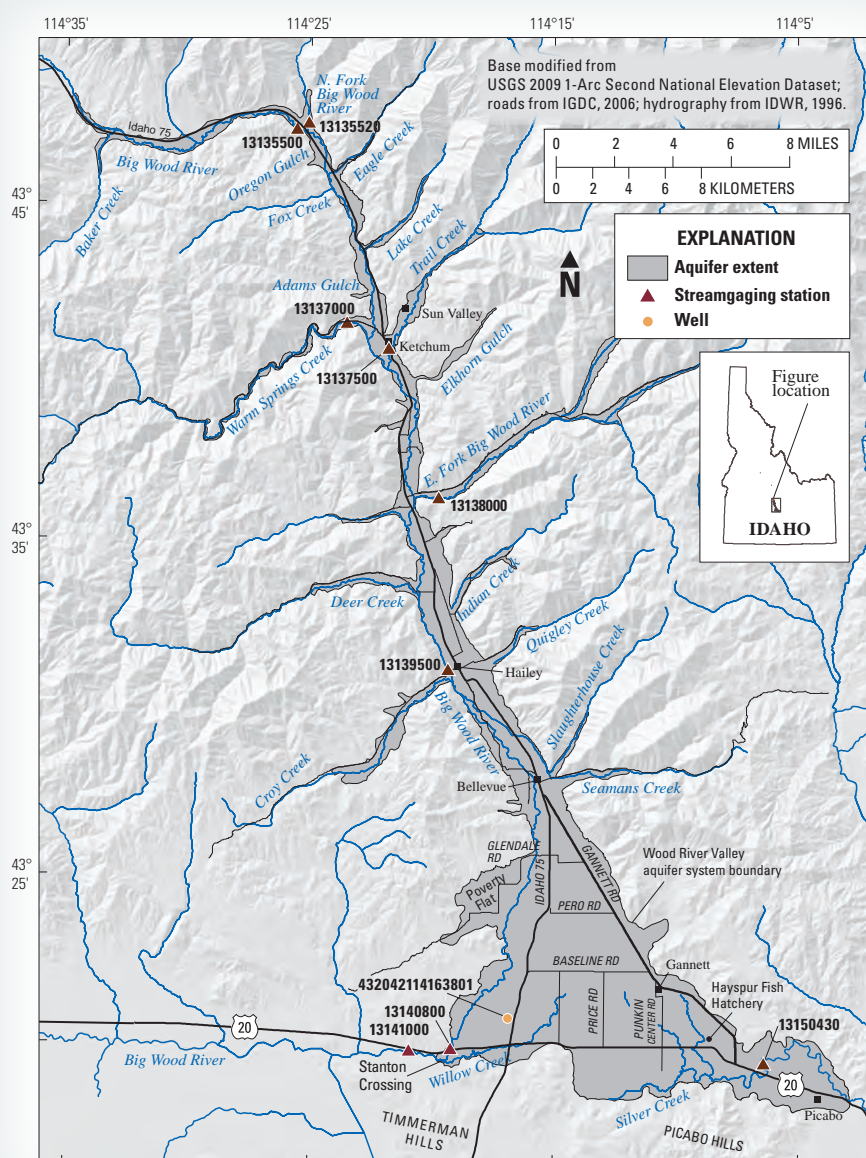 114°35'
114°25'
114°15'
114°5'
Base modified from
USGS 2009 1-Arc Second National Elevation Dataset;
roads from IGDC, 2006; hydrography from IDWR, 1996.
N. Fork
Big Wood
River
13135520
Idaho 75
13135500
Big Wood River
Oregon Gulch
Eagle Creek
0 2 4 6 8 MILES
0 2 4 6 8 KILOMETERS
43°
45'
Baker Creek
Fox Creek
Lake Creek
Trail Creek
EXPLANATION
Aquifer extent
Streamgaging station
Well
N
Adams Gulch
13137000
Sun Valley
Ketchum
Warm Springs Creek
13137500
Elkhorn Gulch
Figure
location
IDAHO
E. Fork Big Wood River
13138000
43°
35'
Indian Creek
Deer Creek
Quigley Creek
13139500
Hailey
Slaughterhouse Creek
Big Wood River
Croy Creek
Bellevue
Seamans Creek
43°
25'
GLENDALE
RD
IDAHO 75
GANNETT RD
Wood River Valley
aquifer system boundary
Poverty
Flat
PERO RD
BASELINE RD
Gannett
432042114163801
PRICE RD
PUNKIN
CENTER RD
Hayspur Fish
Hatchery
13140800
13141000
20
13150430
Big Wood River
Stanton
Crossing
Willow Creek
20
Silver Creek
Picabo
TIMMERMAN
HILLS
PICABO HILLS